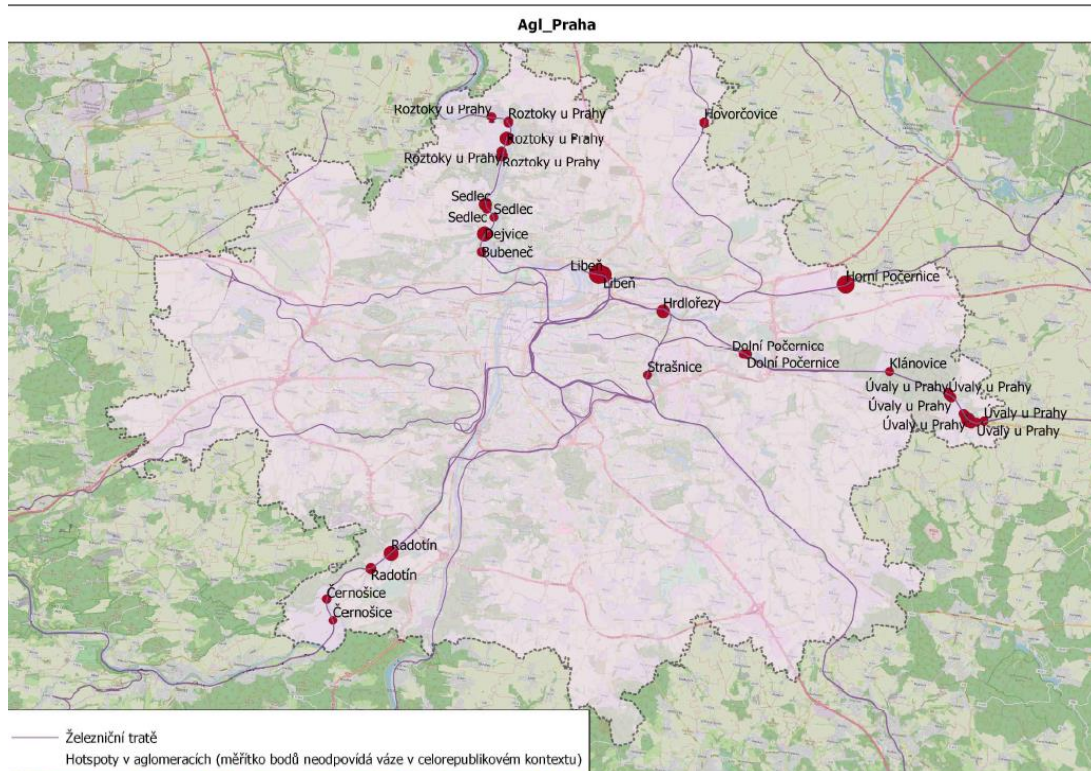 Agl_Praha
Roztoky u Prahy
Roztoky u Prahy
Roztoky u Prahy
Roztoky u Prahy
Roztoky u Prahy
Hovorčovice
Sedlec
Sedlec
Sedlec
Dejvice
Bubeneč
Libeň
Libeň
Horní Počernice
Hrdlořezy
Dolní Počernice
Dolní Počernice
Strašnice
Klánovice
Úvaly u Prahy
Úvaly u Prahy
Úvaly u Prahy
Úvaly u Prahy
Úvaly u Prahy
Úvaly u Prahy
Radotín
Radotín
Černošice
Černošice
Železniční tratě
Hotspoty v aglomeracích (měřítko bodů neodpovídá váze v celorepublikovém kontextu)